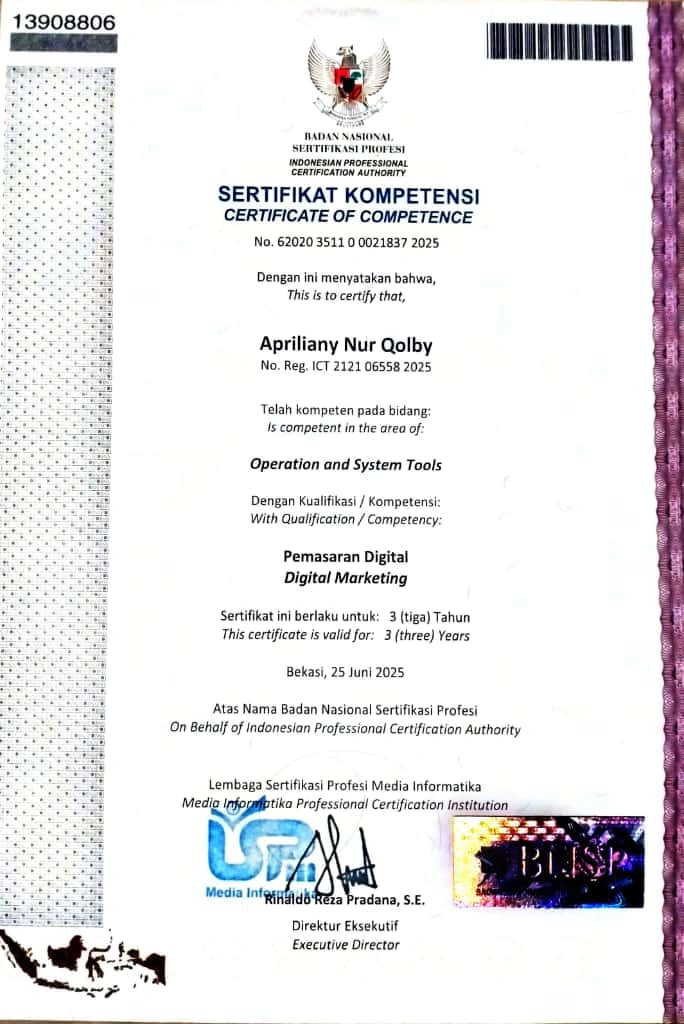 13908806
BADAN NASIONAL
SERTIFIKASI PROFESI
INDONESIAN PROFESSIONAL
CERTIFICATION AUTHORITY
SERTIFIKAT KOMPETENSI
CERTIFICATE OF COMPETENCE
No. 62020 3511 0 0021837 2025
Dengan ini menyatakan bahwa,
This is to certify that,
Apriliany Nur Qolby
No. Reg. ICT 2121 06558 2025
Telah kompeten pada bidang:
Is competent in the area of:
Operation and System Tools
Dengan Kualifikasi / Kompetensi:
With Qualification / Competency:
Pemasaran Digital
Digital Marketing
Sertifikat ini berlaku untuk: 3 (tiga) Tahun
This certificate is valid for: 3 (three) Years
Bekasi, 25 Juni 2025
Atas Nama Badan Nasional Sertifikasi Profesi
On Behalf of Indonesian Professional Certification Authority
Lembaga Sertifikasi Profesi Media Informatika
Media Informatika Professional Certification Institution
Media Informatika
BNSP
Rinaldo Reza Pradana, S.E.
Direktur Eksekutif
Executive Director